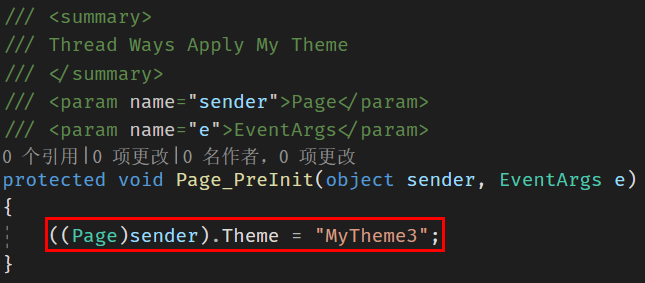 /// <summary>
/// Thread Ways Apply My Theme
/// </summary>
/// <param name="sender">Page</param>
/// <param name="e">EventArgs</param>
0 个引用|0 项更改|0 名作者，0 项更改
protected void Page_PreInit(object sender, EventArgs e)
{
((Page)sender).Theme = "MyTheme3";
}